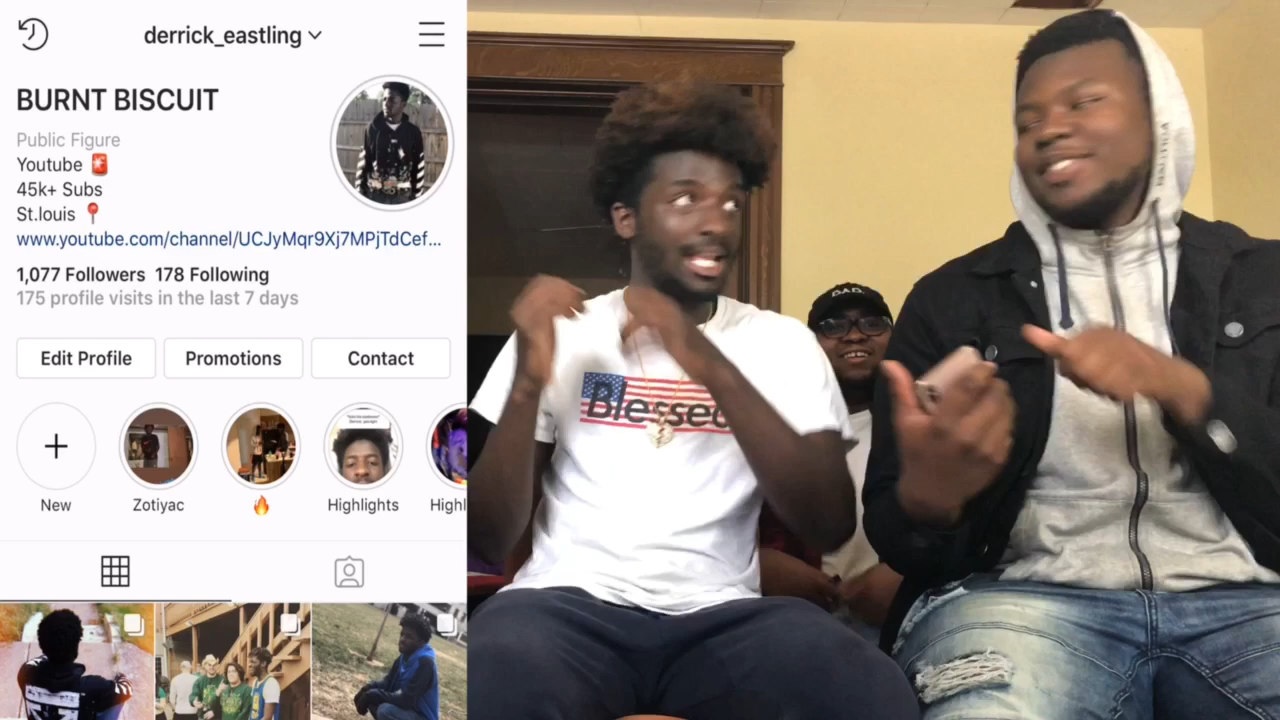 derrick_eastling
BURNT BISCUIT
Public Figure
Youtube 🚨
45k+ Subs
St.louis 📍
www.youtube.com/channel/UCJyMqr9Xj7MPjTdCef...
1,077 Followers 178 Following
175 profile visits in the last 7 days
Edit Profile Promotions Contact
New Zotiyac 🔥 Highlights Highl
Blessed
DAD.